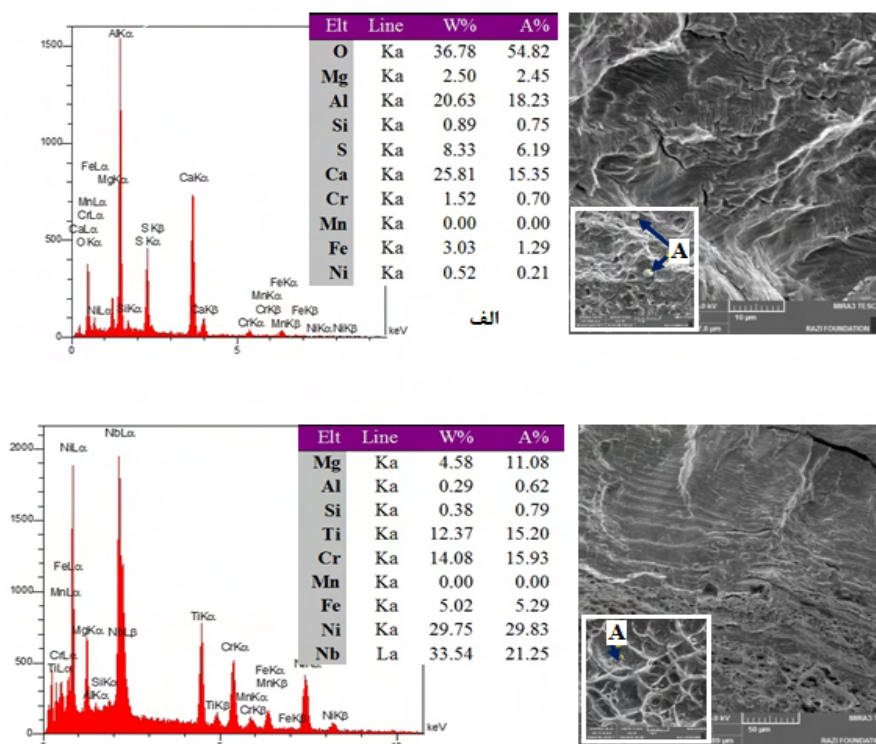 Elt Line W% A%
O Ka 36.78 54.82
Mg Ka 2.50 2.45
Al Ka 20.63 18.23
Si Ka 0.89 0.75
S Ka 8.33 6.19
Ca Ka 25.81 15.35
Cr Ka 1.52 0.70
Mn Ka 0.00 0.00
Fe Ka 3.03 1.29
Ni Ka 0.52 0.21
1500
1000
500
0
AlKα
FeLα
MgKα
MnLα
CrLα
CaLα
OKα
NiLα
SiKα
SKβ
SKα
CaKα
CaKβ
CrKα
FeKα
MnKα
CrKβ
FeKβ
MnKβ
NiKα NiKβ
keV
0
5
الف
A
10 µm
RAZI FOUNDATION
Elt Line W% A%
Mg Ka 4.58 11.08
Al Ka 0.29 0.62
Si Ka 0.38 0.79
Ti Ka 12.37 15.20
Cr Ka 14.08 15.93
Mn Ka 0.00 0.00
Fe Ka 5.02 5.29
Ni Ka 29.75 29.83
Nb La 33.54 21.25
2000
1500
1000
500
0
NiLα
NbLα
FeLα
MnLα
MgKα
NbLβ
CrLα
TiLα
SiKα
AlKα
TiKα
TiKβ
CrKα
FeKα
MnKβ
MnKα
CrKβ
FeKβ
NiKβ
keV
0
5
A
50 µm